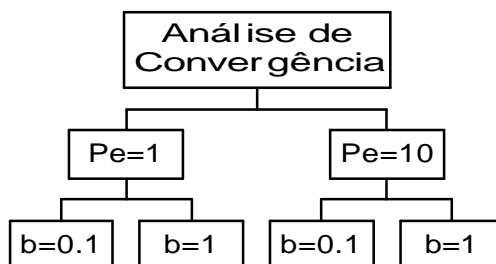 Análise de
Convergência
Pe=1
Pe=10
b=0.1
b=1
b=0.1
b=1